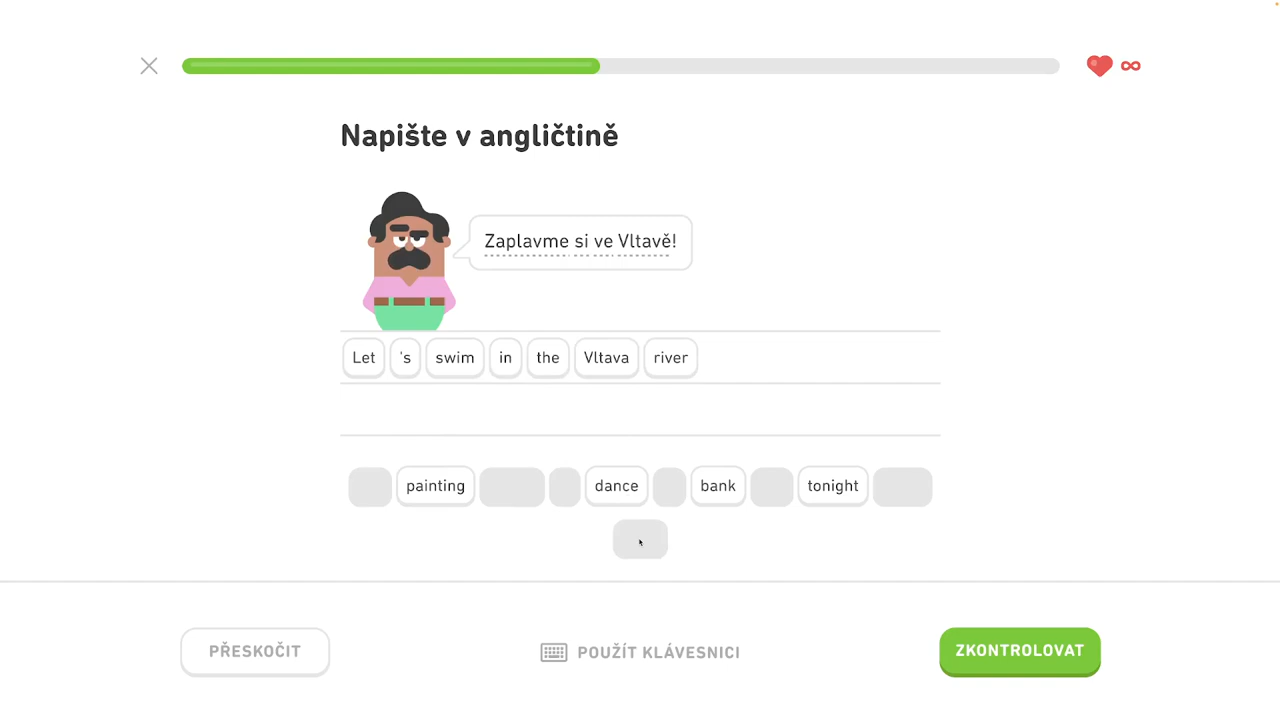 ∞
Napište v angličtině
Zaplavme si ve Vltavě!
Let 's swim in the Vltava river
painting dance bank tonight
PŘESKOČIT POUŽÍT KLÁVESNICI ZKONTROLOVAT